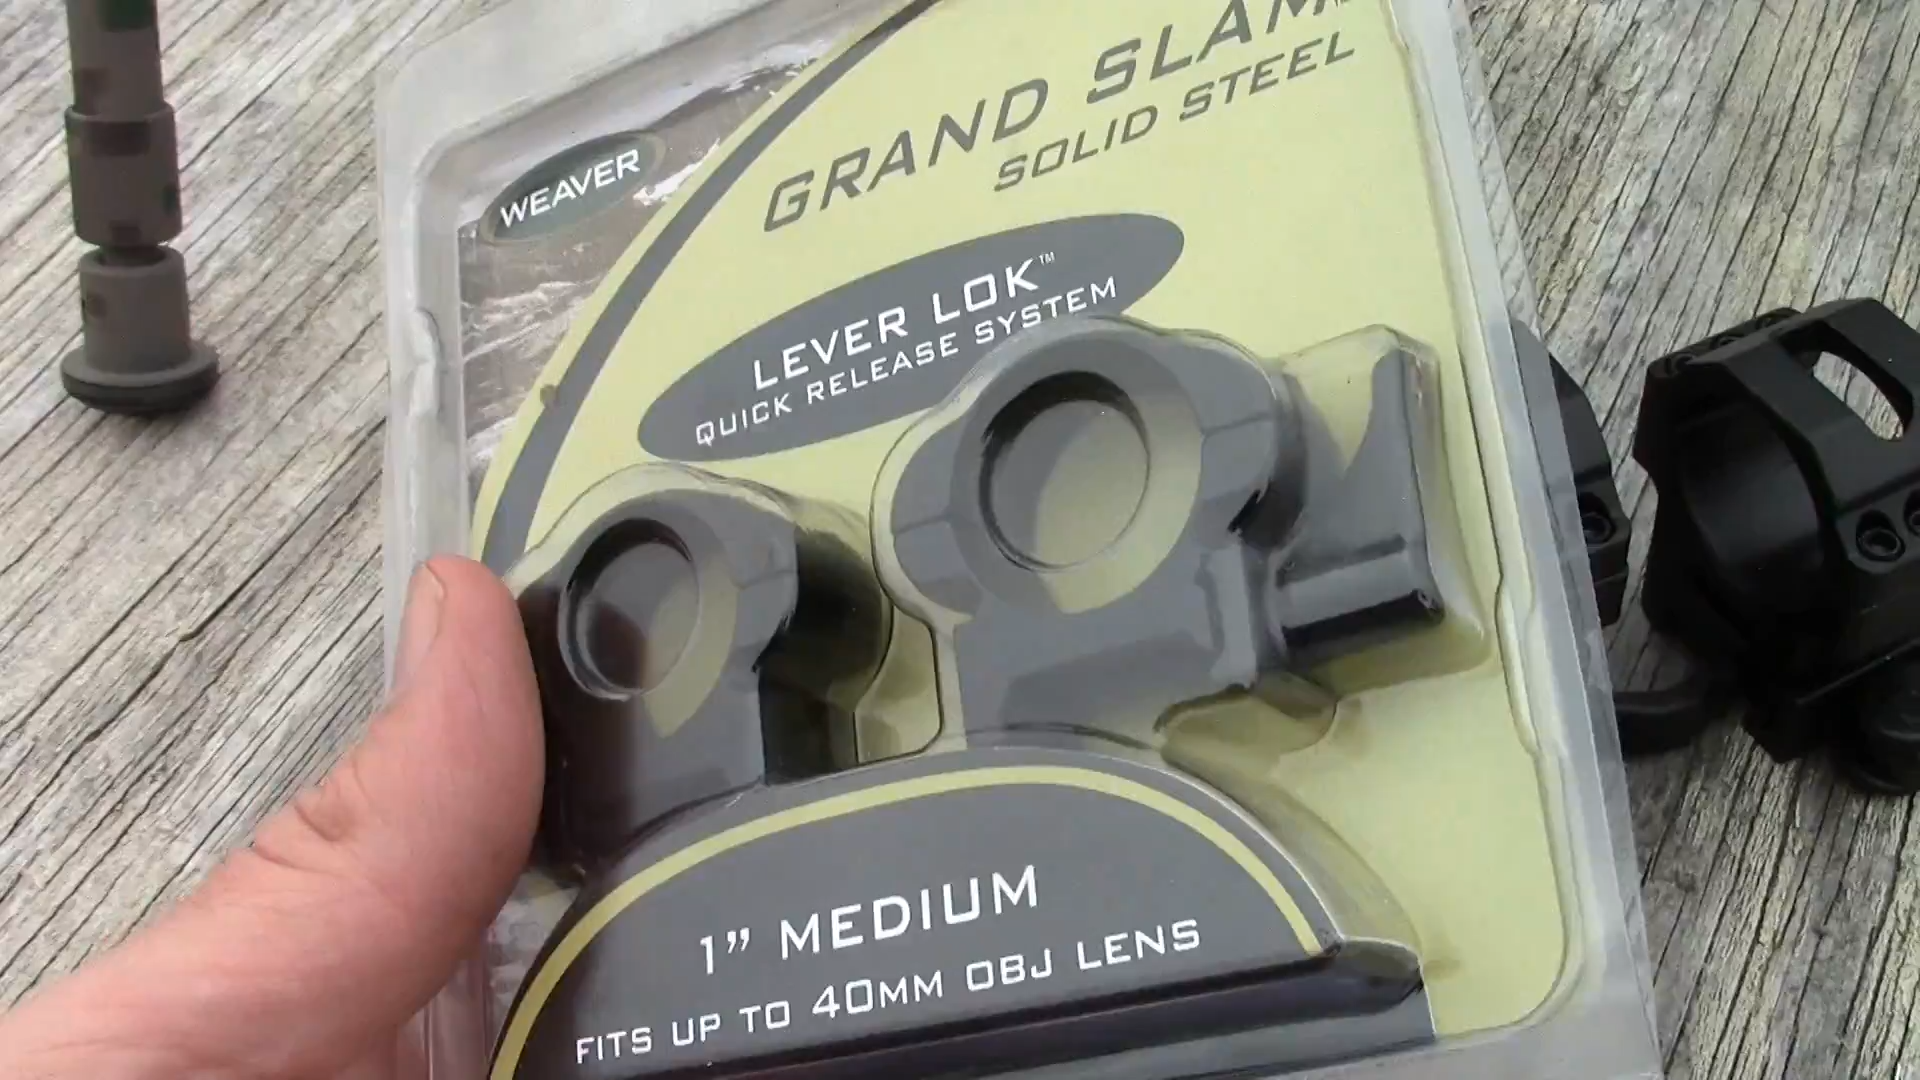 WEAVER
GRAND SLAM
SOLID STEEL
LEVER LOK™
QUICK RELEASE SYSTEM
1” MEDIUM
FITS UP TO 40MM OBJ LENS